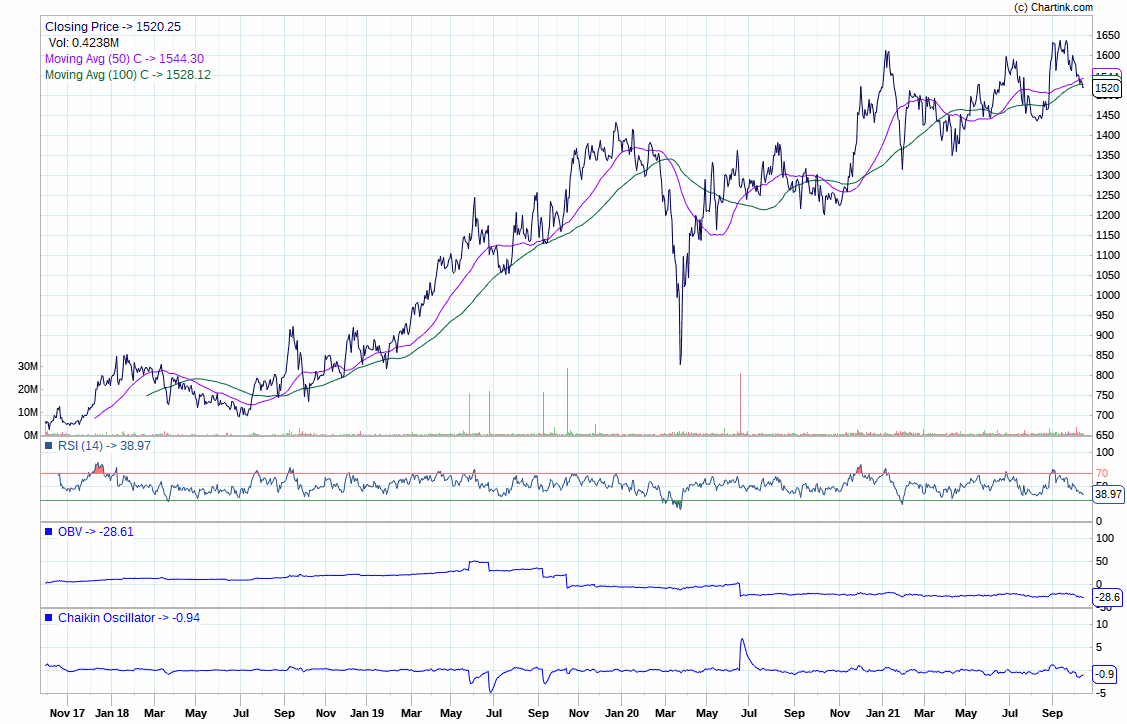 (c) Chartink.com
Closing Price -> 1520.25
Vol: 0.4238M
Moving Avg (50) C -> 1544.30
Moving Avg (100) C -> 1528.12
1650
1600
1544
1520
1450
1400
1350
1300
1250
1200
1150
1100
1050
1000
950
900
850
800
750
700
650
30M
20M
10M
0M
RSI (14) -> 38.97
100
70
50
38.97
0
OBV -> -28.61
100
50
0
-28.6
-50
Chaikin Oscillator -> -0.94
10
5
-0.9
-5
Nov 17 Jan 18 Mar May Jul Sep Nov Jan 19 Mar May Jul Sep Nov Jan 20 Mar May Jul Sep Nov Jan 21 Mar May Jul Sep